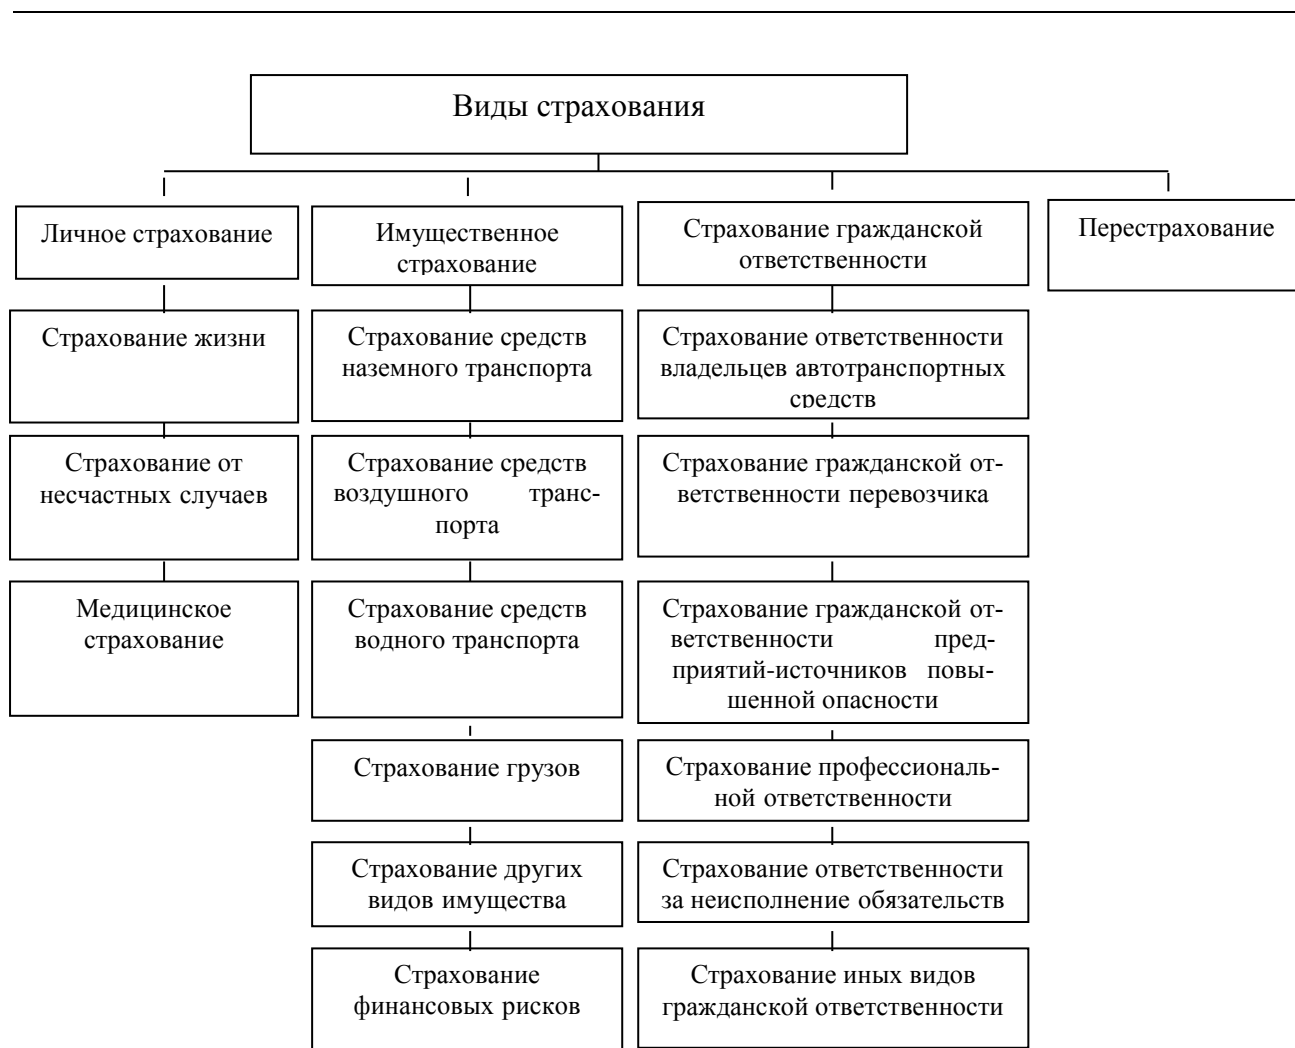 Виды страхования
Личное страхование
Имущественное
страхование
Страхование гражданской
ответственности
Перестрахование
Страхование жизни
Страхование средств
наземного транспорта
Страхование ответственности
владельцев автотранспортных
средств
Страхование от
несчастных случаев
Страхование средств
воздушного транс-
порта
Страхование гражданской от-
ветственности перевозчика
Медицинское
страхование
Страхование средств
водного транспорта
Страхование гражданской от-
ветственности пред-
приятий-источников повы-
шенной опасности
Страхование грузов
Страхование профессиональ-
ной ответственности
Страхование других
видов имущества
Страхование ответственности
за неисполнение обязательств
Страхование
финансовых рисков
Страхование иных видов
гражданской ответственности